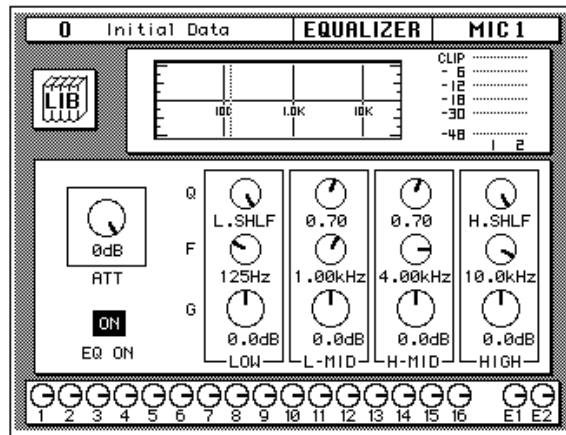 0 Initial Data EQUALIZER MIC 1
LIB
100 1.0K 10K
CLIP
- 6
-12
-18
-30
-48
1 2
0dB
ATT
ON
EQ ON
Q
L.SHLF 0.70 0.70 H.SHLF
F
125Hz 1.00kHz 4.00kHz 10.0kHz
G
0.0dB 0.0dB 0.0dB 0.0dB
LOW L-MID H-MID HIGH
1 2 3 4 5 6 7 8 9 10 11 12 13 14 15 16 E1 E2